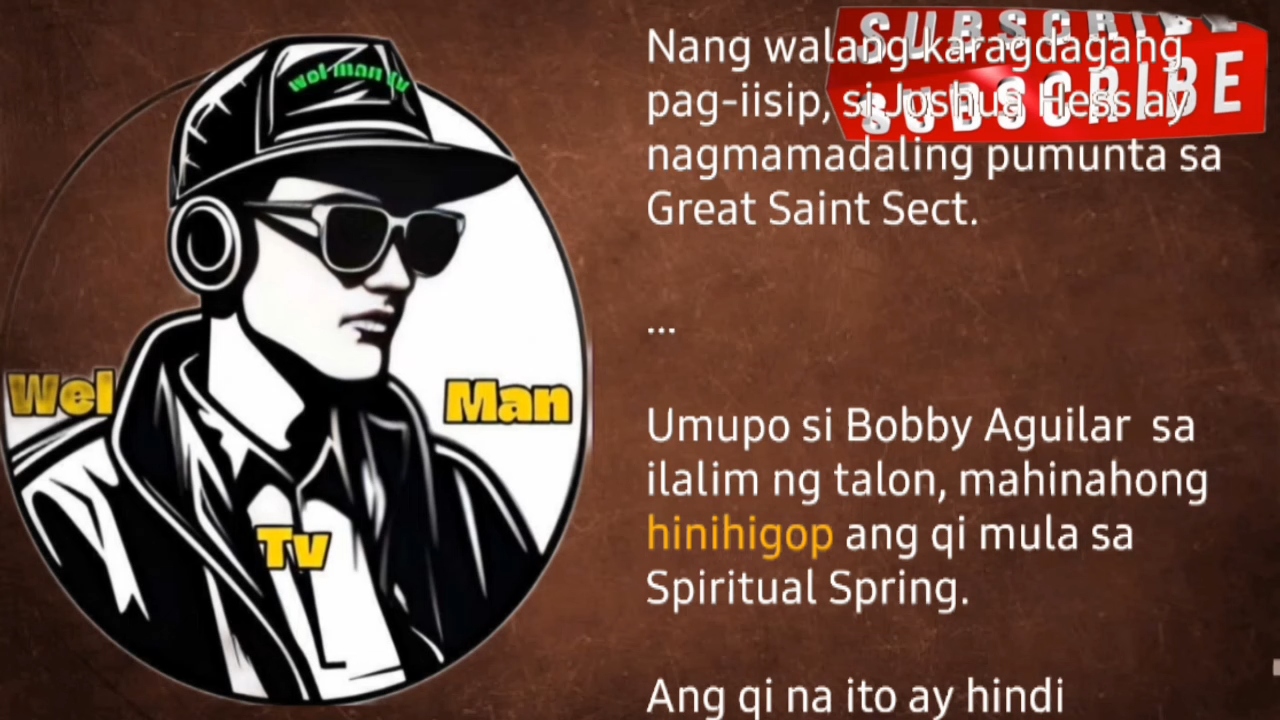 wel man tv
Wel
Man
Tv
SUBSCRIBE
SUBSCRIBE
Nang walang karagdagang
pag-iisip, si Joshua Hess ay
nagmamadaling pumunta sa
Great Saint Sect.
...
Umupo si Bobby Aguilar sa
ilalim ng talon, mahinahong
hinihigop ang qi mula sa
Spiritual Spring.
Ang qi na ito ay hindi